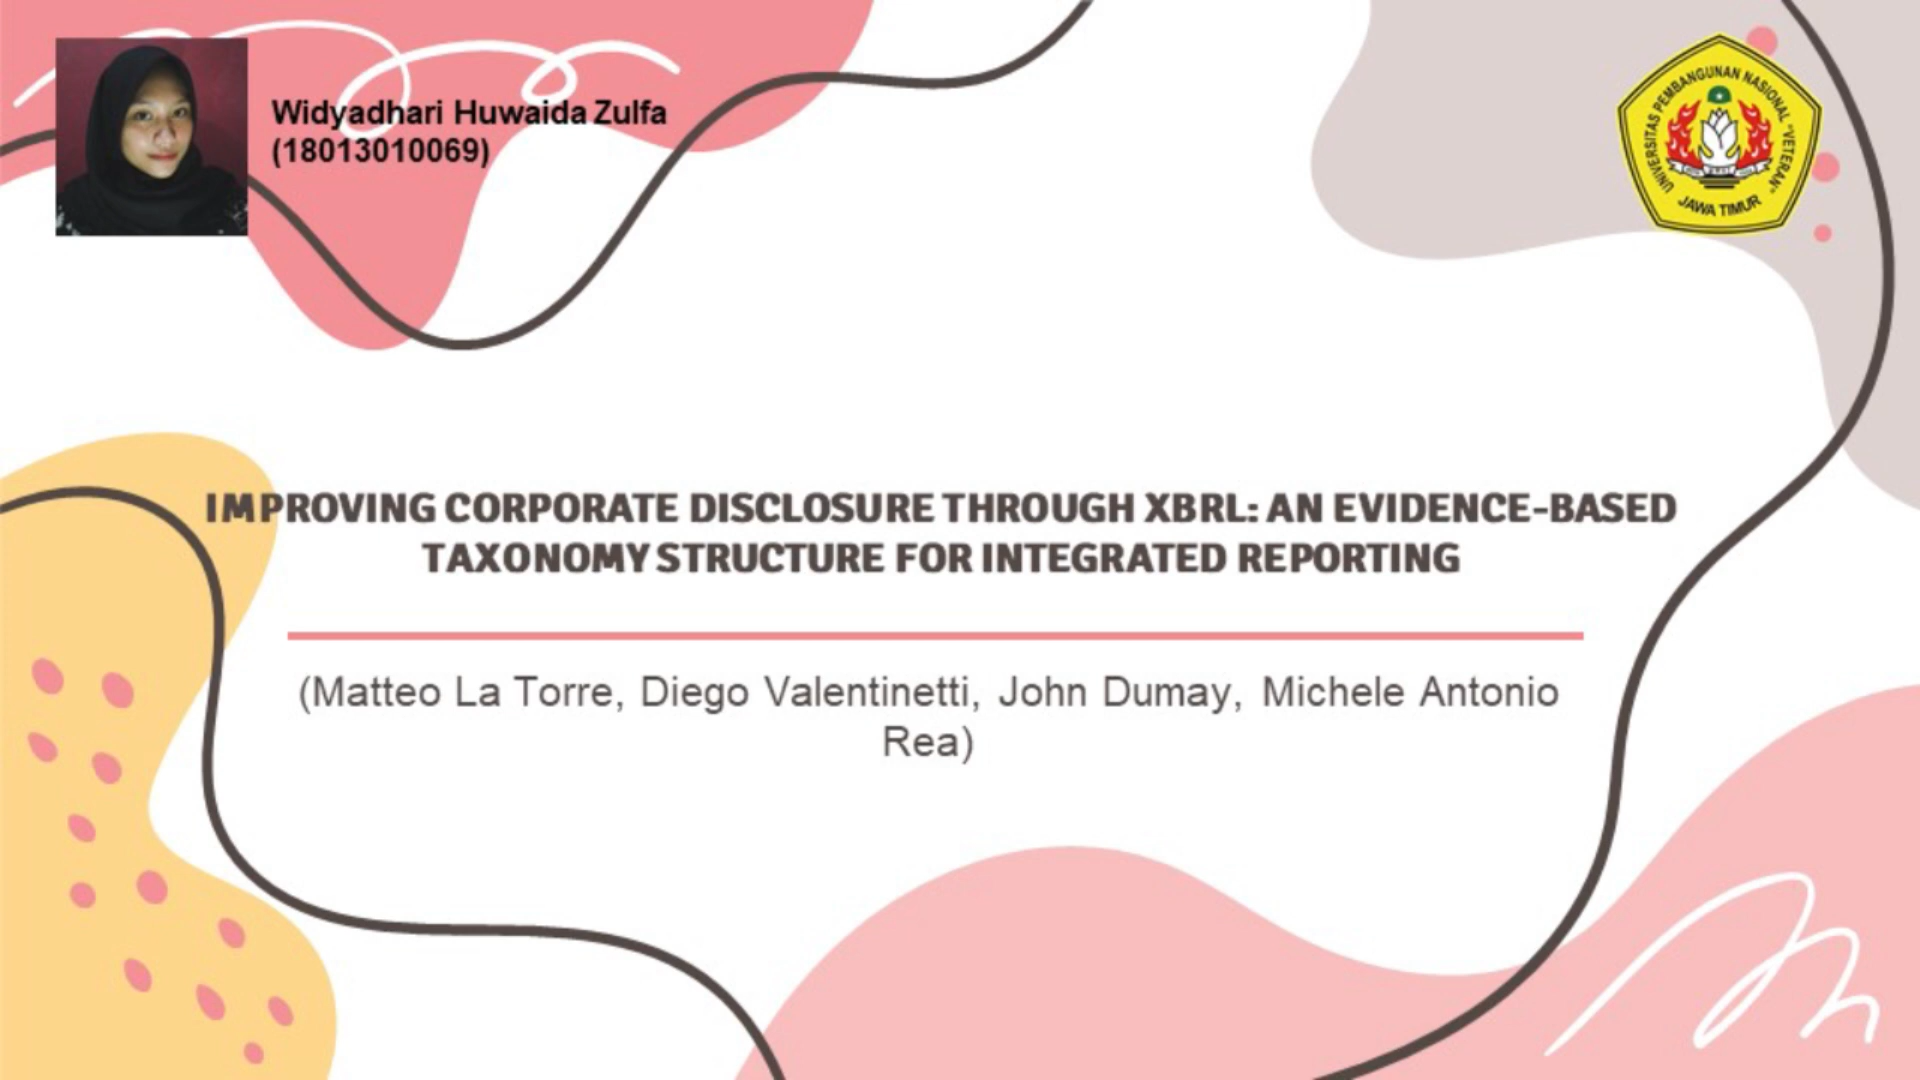 Widyadhari Huwaida Zulfa
(18013010069)
UNIVERSITAS PEMBANGUNAN NASIONAL "VETERAN"
JAWA TIMUR
IMPROVING CORPORATE DISCLOSURE THROUGH XBRL: AN EVIDENCE-BASED
TAXONOMY STRUCTURE FOR INTEGRATED REPORTING
(Matteo La Torre, Diego Valentinetti, John Dumay, Michele Antonio
Rea)